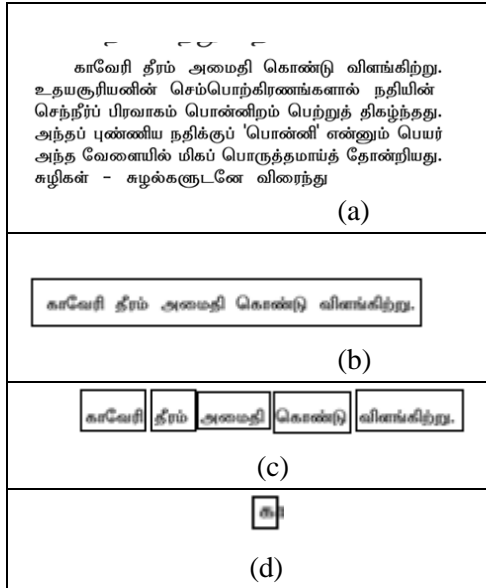 காவேரி தீரம் அமைதி கொண்டு விளங்கிற்று.
உதயசூரியனின் செம்பொற்கிரணங்களால் நதியின்
செந்நீர்ப் பிரவாகம் பொன்னிறம் பெற்றுத் திகழ்ந்தது.
அந்தப் புண்ணிய நதிக்குப் 'பொன்னி' என்னும் பெயர்
அந்த வேளையில் மிகப் பொருத்தமாய்த் தோன்றியது.
சுழிகள் - சுழல்களுடனே விரைந்து
(a)
காவேரி தீரம் அமைதி கொண்டு விளங்கிற்று.
(b)
காவேரி தீரம் அமைதி கொண்டு விளங்கிற்று.
(c)
கா
(d)